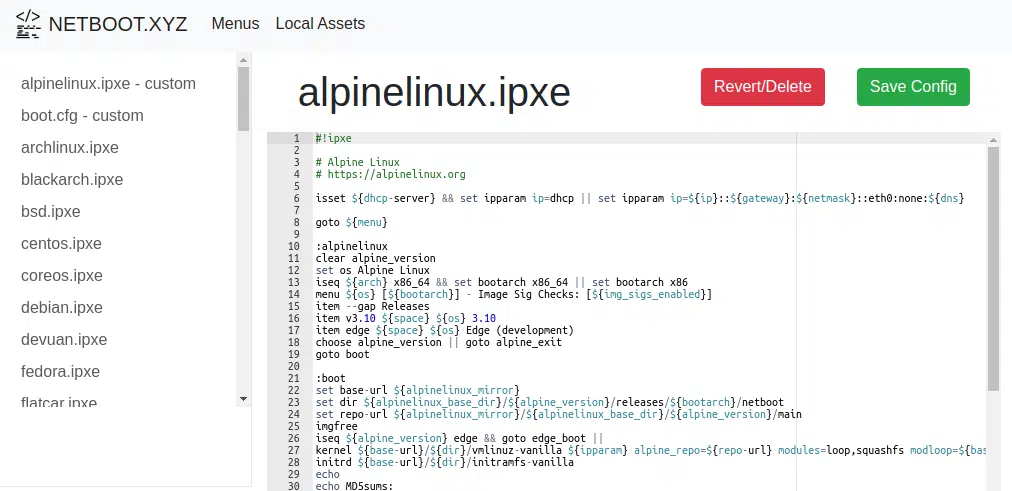 </> NETBOOT.XYZ Menus Local Assets
alpinelinux.ipxe - custom
boot.cfg - custom
archlinux.ipxe
blackarch.ipxe
bsd.ipxe
centos.ipxe
coreos.ipxe
debian.ipxe
devuan.ipxe
fedora.ipxe
flatcar.ipxe
alpinelinux.ipxe
Revert/Delete
Save Config
1 #!ipxe
2
3 # Alpine Linux
4 # https://alpinelinux.org
5
6 isset ${dhcp-server} && set ipparam ip=dhcp || set ipparam ip=${ip}::${gateway}:${netmask}::eth0:none:${dns}
7
8 goto ${menu}
9
10 :alpinelinux
11 clear alpine_version
12 set os Alpine Linux
13 iseq ${arch} x86_64 && set bootarch x86_64 || set bootarch x86
14 menu ${os} [${bootarch}] - Image Sig Checks: [${img_sigs_enabled}]
15 item --gap Releases
16 item v3.10 ${space} ${os} 3.10
17 item edge ${space} ${os} Edge (development)
18 choose alpine_version || goto alpine_exit
19 goto boot
20
21 :boot
22 set base-url ${alpinelinux_mirror}
23 set dir ${alpinelinux_base_dir}/${alpine_version}/releases/${bootarch}/netboot
24 set repo-url ${alpinelinux_mirror}/${alpinelinux_base_dir}/${alpine_version}/main
25 imgfree
26 iseq ${alpine_version} edge && goto edge_boot ||
27 kernel ${base-url}/${dir}/vmlinuz-vanilla ${ipparam} alpine_repo=${repo-url} modules=loop,squashfs modloop=${bas
28 initrd ${base-url}/${dir}/initramfs-vanilla
29 echo
30 echo MD5sums: